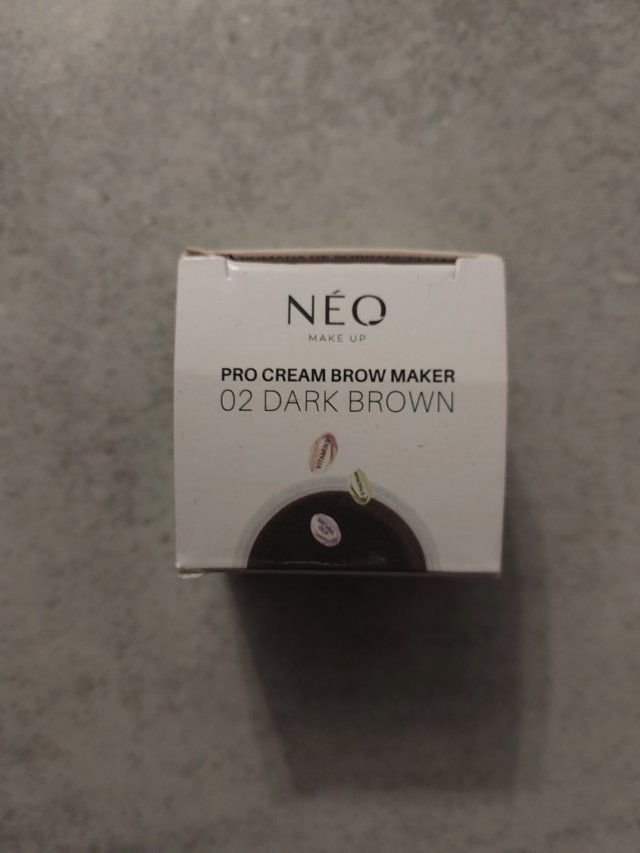 NÉO
MAKE UP
PRO CREAM BROW MAKER
02 DARK BROWN